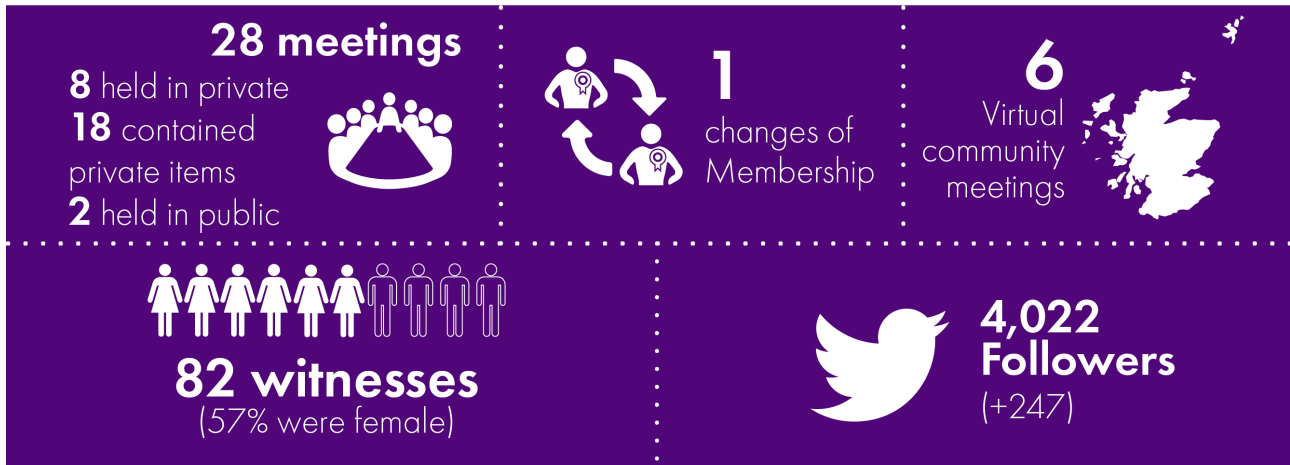 28 meetings
8 held in private
18 contained
private items
2 held in public
1
changes of
Membership
6
Virtual
community
meetings
82 witnesses
(57% were female)
4,022
Followers
(+247)